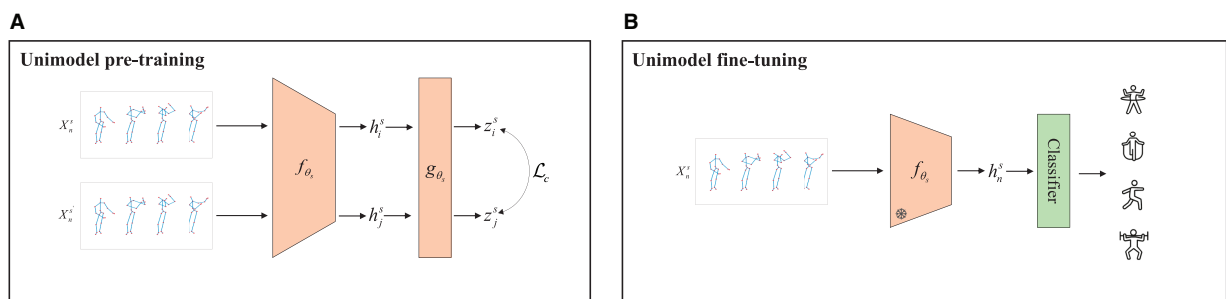 A
Unimodel pre-training
X_n^s
X_n^{s'}
f_{θ_s}
h_i^s
h_j^s
g_{θ_s}
z_i^s
z_j^s
ℒ_c
B
Unimodel fine-tuning
X_n^s
f_{θ_s}
h_n^s
Classifier